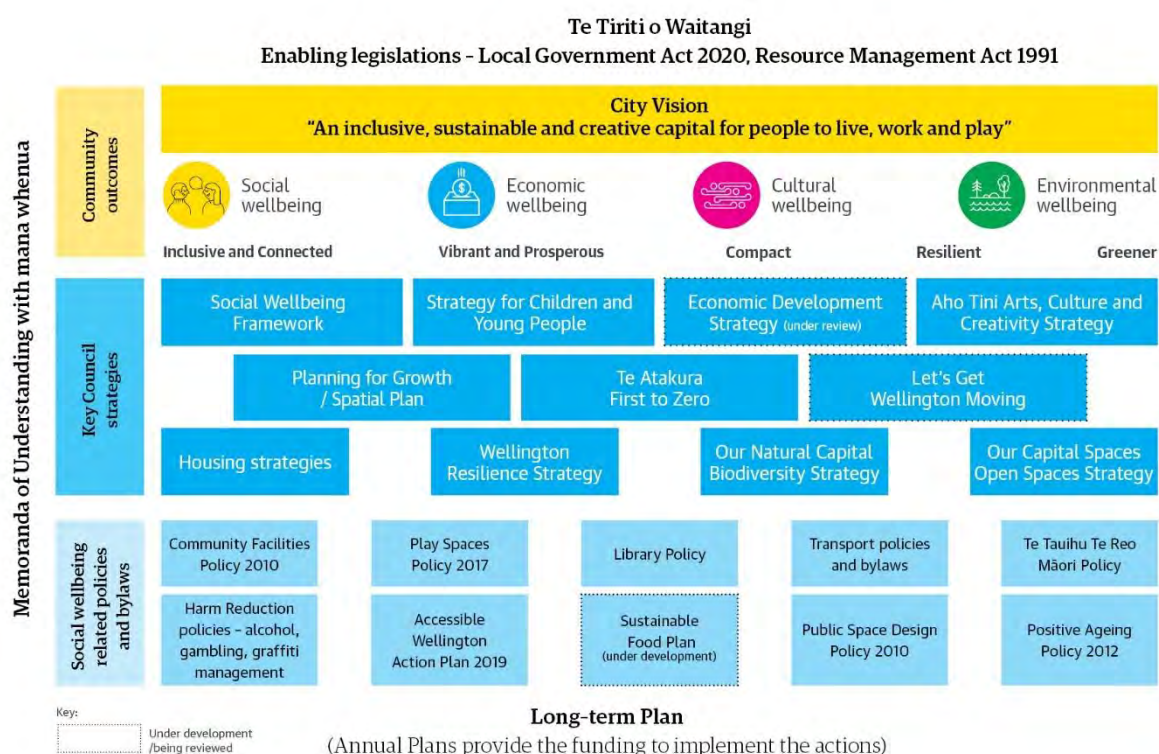 Te Tiriti o Waitangi
Enabling legislations – Local Government Act 2020, Resource Management Act 1991
Memoranda of Understanding with mana whenua
Community
outcomes
City Vision
“An inclusive, sustainable and creative capital for people to live, work and play”
Social
wellbeing
Economic
wellbeing
Cultural
wellbeing
Environmental
wellbeing
Inclusive and Connected
Vibrant and Prosperous
Compact
Resilient
Greener
Key Council
strategies
Social Wellbeing
Framework
Strategy for Children and
Young People
Economic Development
Strategy (under review)
Aho Tini Arts, Culture and
Creativity Strategy
Planning for Growth
/ Spatial Plan
Te Atakura
First to Zero
Let’s Get
Wellington Moving
Housing strategies
Wellington
Resilience Strategy
Our Natural Capital
Biodiversity Strategy
Our Capital Spaces
Open Spaces Strategy
Social wellbeing
related policies
and bylaws
Community Facilities
Policy 2010
Play Spaces
Policy 2017
Library Policy
Transport policies
and bylaws
Te Tauihu Te Reo
Māori Policy
Harm Reduction
policies – alcohol,
gambling, graffiti
management
Accessible
Wellington
Action Plan 2019
Sustainable
Food Plan
(under development)
Public Space Design
Policy 2010
Positive Ageing
Policy 2012
Key:
Under development
/being reviewed
Long-term Plan
(Annual Plans provide the funding to implement the actions)